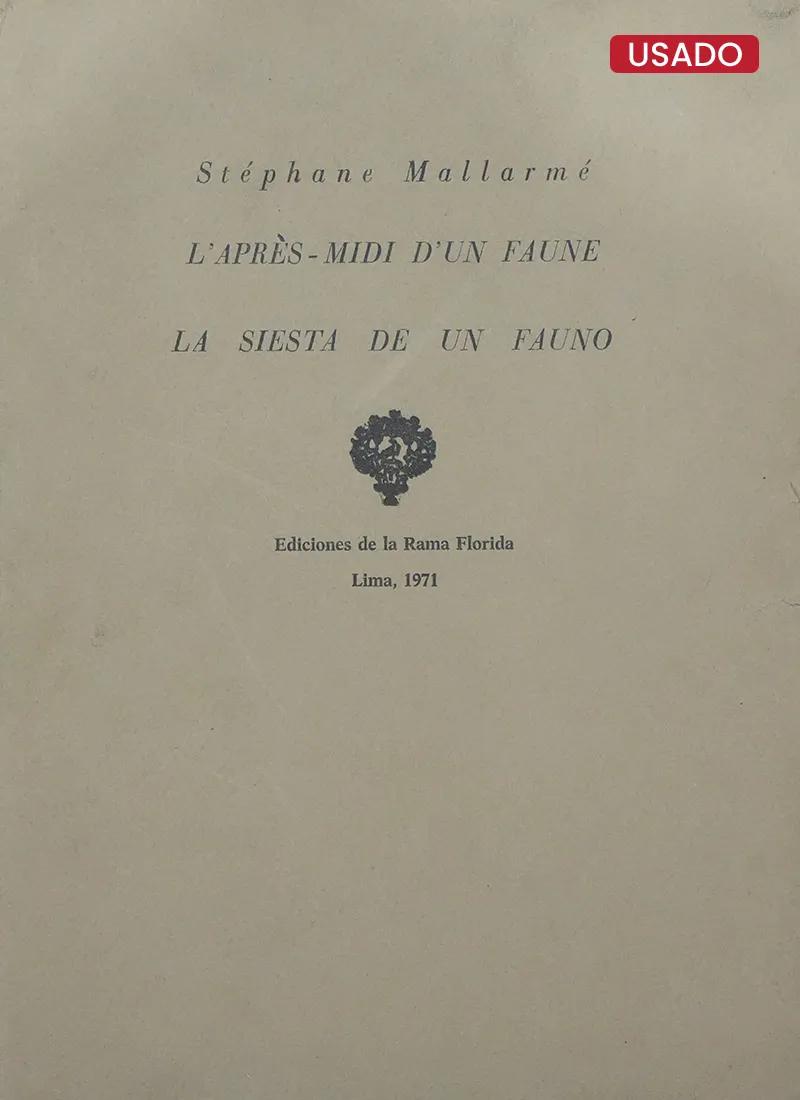 USADO
Stéphane Mallarmé
L'APRÈS-MIDI D'UN FAUNE
LA SIESTA DE UN FAUNO
Ediciones de la Rama Florida
Lima, 1971